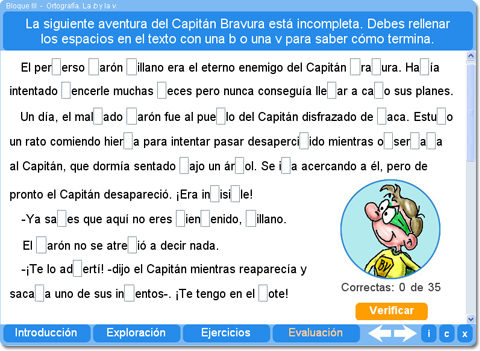 Bloque III - Ortografía. La b y la v.
La siguiente aventura del Capitán Bravura está incompleta. Debes rellenar
los espacios en el texto con una b o una v para saber cómo termina.
El per□erso □arón □illano era el eterno enemigo del Capitán □ra□ura. Ha□ía
intentado □encerle muchas □eces pero nunca conseguía lle□ar a ca□o sus planes.
Un día, el mal□ado □arón fue al pue□lo del Capitán disfrazado de □aca. Estu□o
un rato comiendo hier□a para intentar pasar desaperci□ido mientras o□ser□a□a
al Capitán, que dormía sentado □ajo un ár□ol. Se i□a acercando a él, pero de
pronto el Capitán desapareció. ¡Era in□isi□le!
-Ya sa□es que aquí no eres □ien□enido, □illano.
El □arón no se atre□ió a decir nada.
-¡Te lo ad□ertí! -dijo el Capitán mientras reaparecía y
saca□a uno de sus in□entos-. ¡Te tengo en el □ote!
BV
Correctas: 0 de 35
Verificar
Introducción Exploración Ejercicios Evaluación i c x